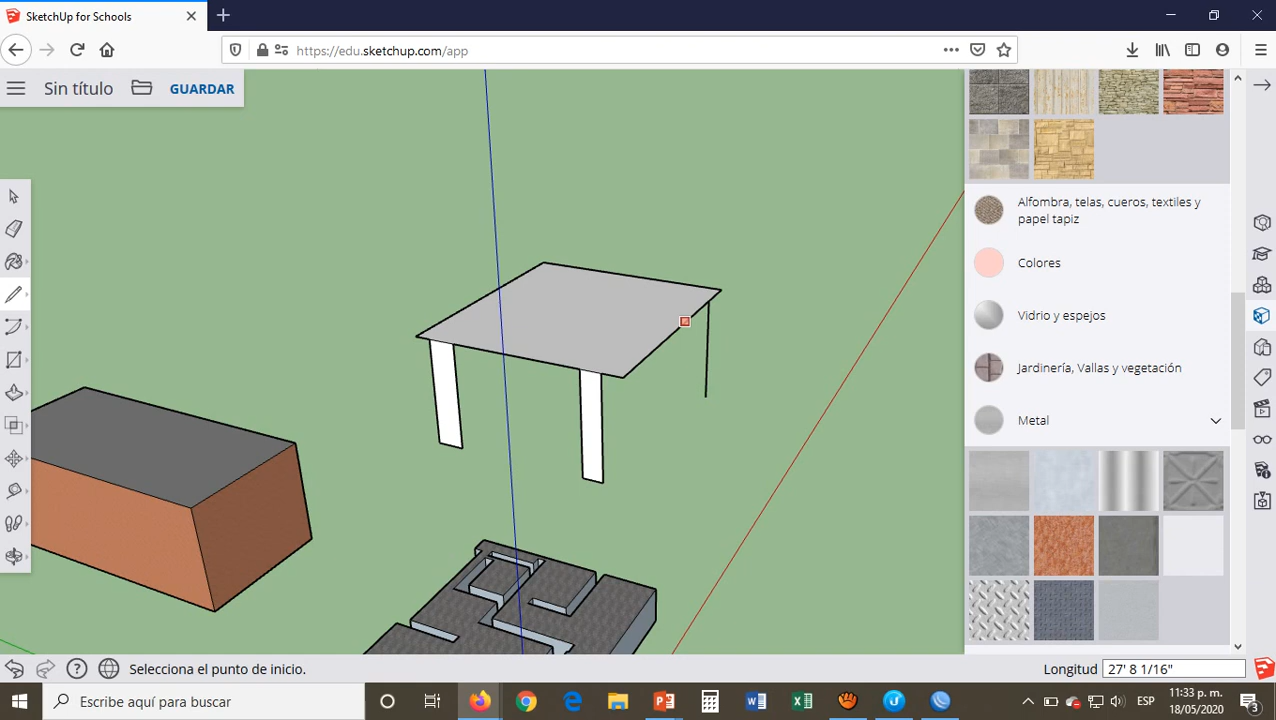 SketchUp for Schools
https://edu.sketchup.com/app
Sin título
GUARDAR
Alfombra, telas, cueros, textiles y
papel tapiz
Colores
Vidrio y espejos
Jardinería, Vallas y vegetación
Metal
Selecciona el punto de inicio.
Longitud
27' 8 1/16"
Escribe aquí para buscar
ESP
11:33 p. m.
18/05/2020
3